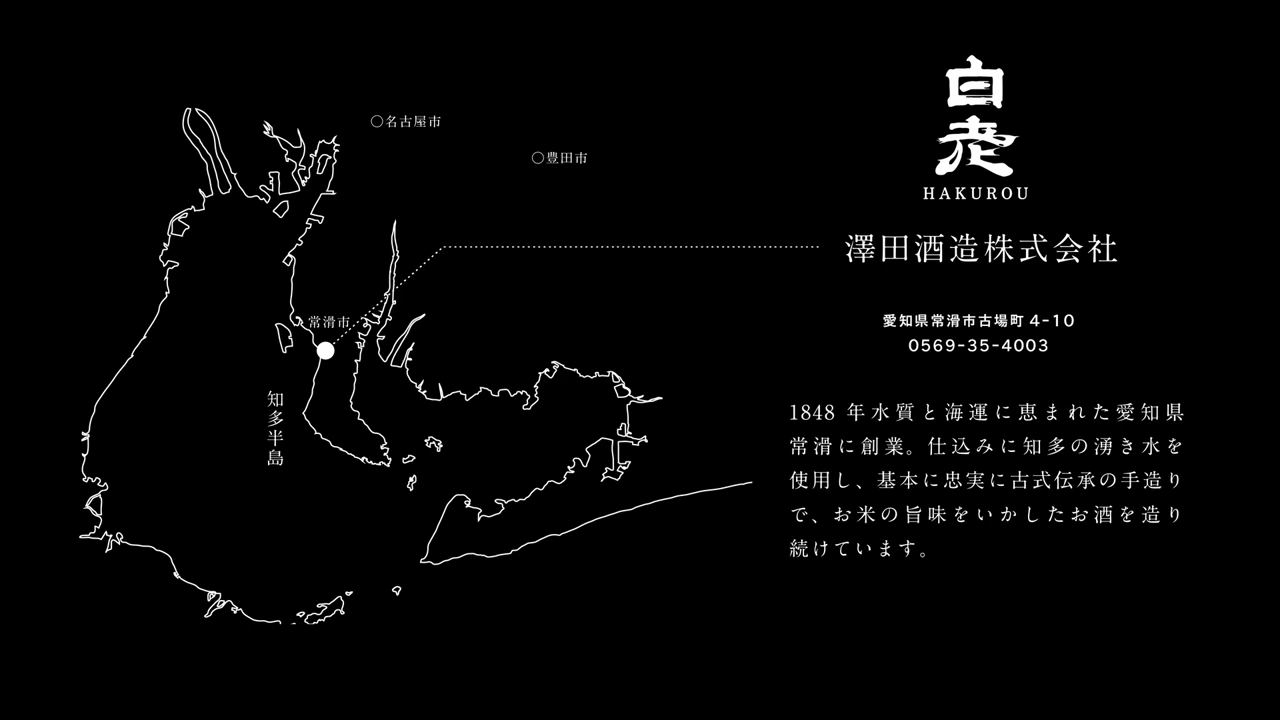 ○名古屋市
○豊田市
常滑市
知多半島
白老
HAKUROU
澤田酒造株式会社
愛知県常滑市古場町 4-10
0569-35-4003
1848 年水質と海運に恵まれた愛知県
常滑に創業。仕込みに知多の湧き水を
使用し、基本に忠実に古式伝承の手造り
で、お米の旨味をいかしたお酒を造り
続けています。